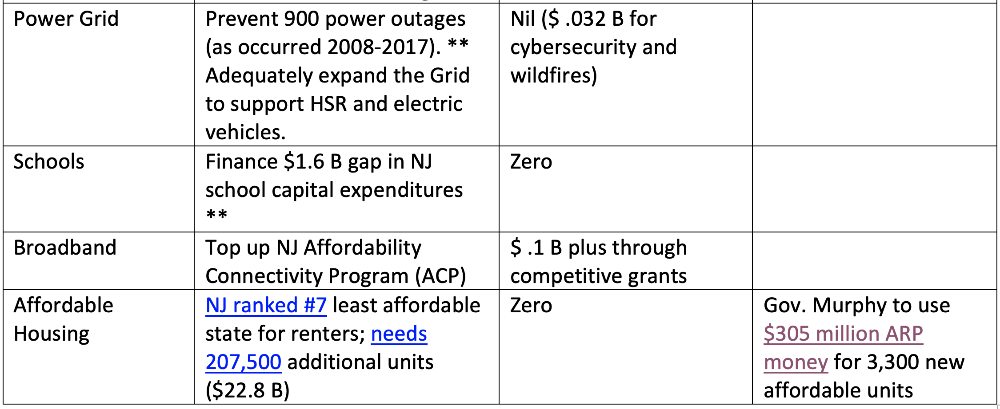 Power Grid
Prevent 900 power outages
(as occurred 2008-2017). **
Adequately expand the Grid
to support HSR and electric
vehicles.
Nil ($ .032 B for
cybersecurity and
wildfires)
Schools
Finance $1.6 B gap in NJ
school capital expenditures
**
Zero
Broadband
Top up NJ Affordability
Connectivity Program (ACP)
$ .1 B plus through
competitive grants
Affordable
Housing
NJ ranked #7 least affordable
state for renters; needs
207,500 additional units
($22.8 B)
Zero
Gov. Murphy to use
$305 million ARP
money for 3,300 new
affordable units